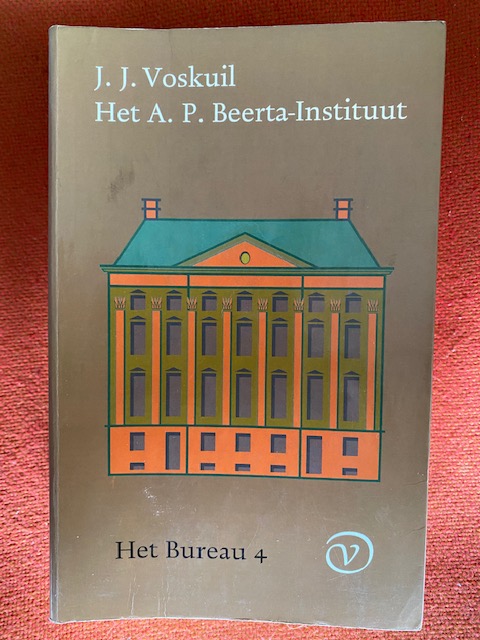 J. J. Voskuil
Het A. P. Beerta-Instituut
Het Bureau 4
V